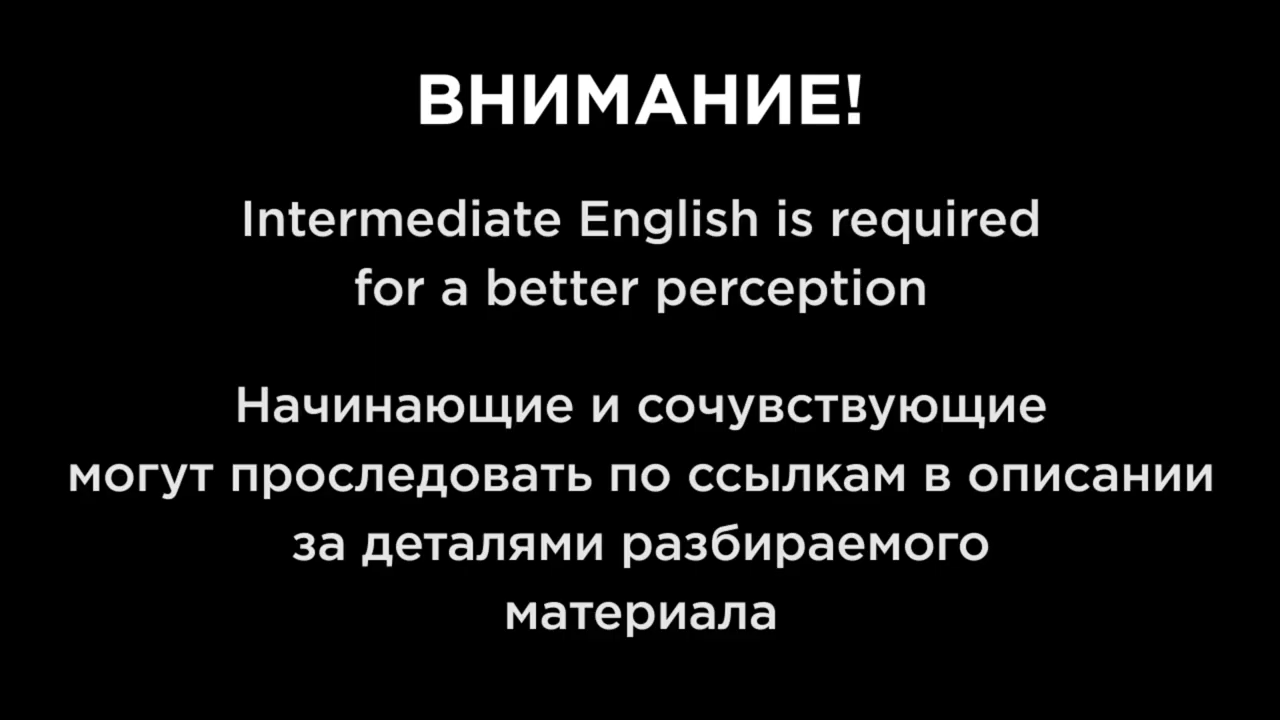 ВНИМАНИЕ!
Intermediate English is required
for a better perception
Начинающие и сочувствующие
могут проследовать по ссылкам в описании
за деталями разбираемого
материала